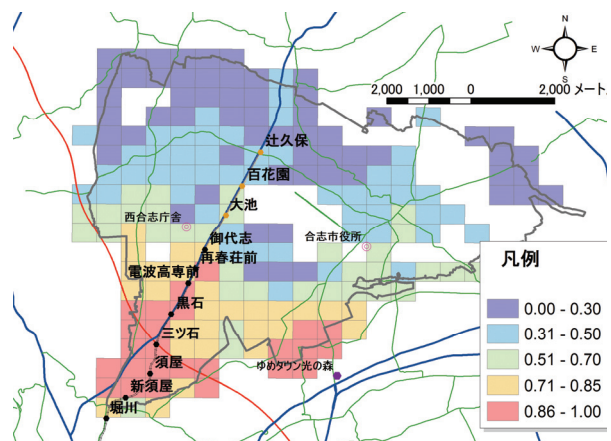 N
W E
S
2,000 1,000 0 2,000 メートル
辻久保
百花園
大池
西合志庁舎
御代志
合志市役所
再春荘前
電波高専前
黒石
三ツ石
須屋
ゆめタウン光の森
新須屋
堀川
凡例
0.00 - 0.30
0.31 - 0.50
0.51 - 0.70
0.71 - 0.85
0.86 - 1.00